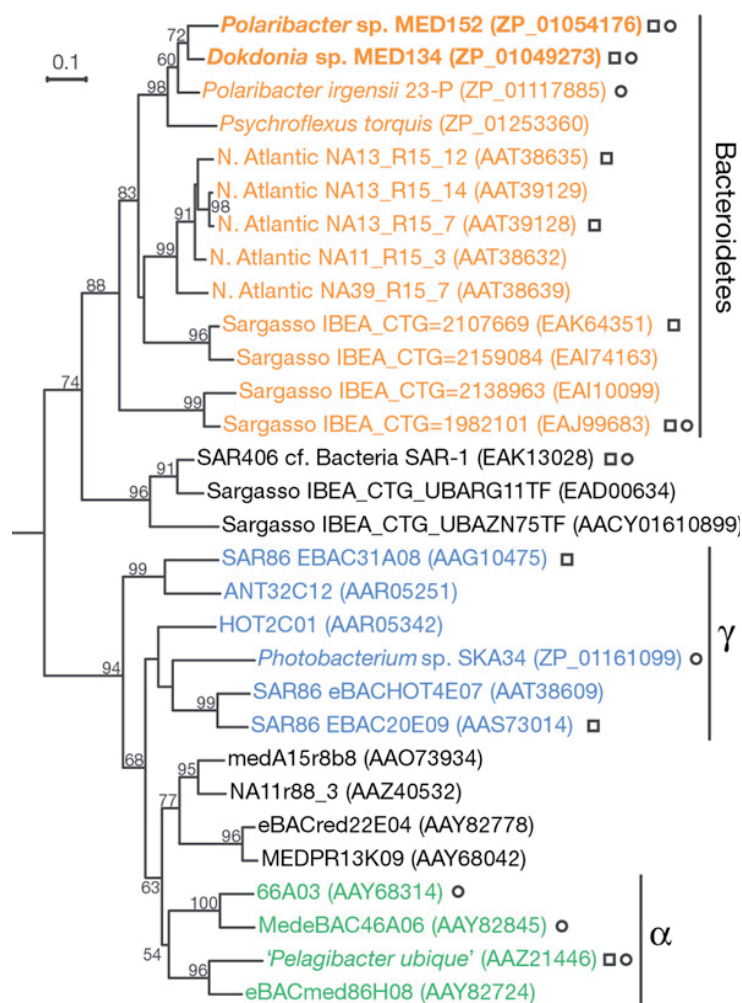 72
Polaribacter sp. MED152 (ZP_01054176)
0.1
60
Dokdonia sp. MED134 (ZP_01049273)
98
Polaribacter irgensii 23-P (ZP_01117885)
Psychroflexus torquis (ZP_01253360)
N. Atlantic NA13_R15_12 (AAT38635)
83
N. Atlantic NA13_R15_14 (AAT39129)
91
98
N. Atlantic NA13_R15_7 (AAT39128)
99
N. Atlantic NA11_R15_3 (AAT38632)
88
N. Atlantic NA39_R15_7 (AAT38639)
Sargasso IBEA_CTG=2107669 (EAK64351)
96
Sargasso IBEA_CTG=2159084 (EAI74163)
74
Sargasso IBEA_CTG=2138963 (EAI10099)
99
Sargasso IBEA_CTG=1982101 (EAJ99683)
Bacteroidetes
SAR406 cf. Bacteria SAR-1 (EAK13028)
91
96
Sargasso IBEA_CTG_UBARG11TF (EAD00634)
Sargasso IBEA_CTG_UBAZN75TF (AACY01610899)
SAR86 EBAC31A08 (AAG10475)
99
ANT32C12 (AAR05251)
HOT2C01 (AAR05342)
94
Photobacterium sp. SKA34 (ZP_01161099)
SAR86 eBACHOT4E07 (AAT38609)
99
SAR86 EBAC20E09 (AAS73014)
γ
68
medA15r8b8 (AAO73934)
95
NA11r88_3 (AAZ40532)
77
eBACred22E04 (AAY82778)
96
MEDPR13K09 (AAY68042)
63
66A03 (AAY68314)
100
MedeBAC46A06 (AAY82845)
54
'Pelagibacter ubique' (AAZ21446)
96
eBACmed86H08 (AAY82724)
α